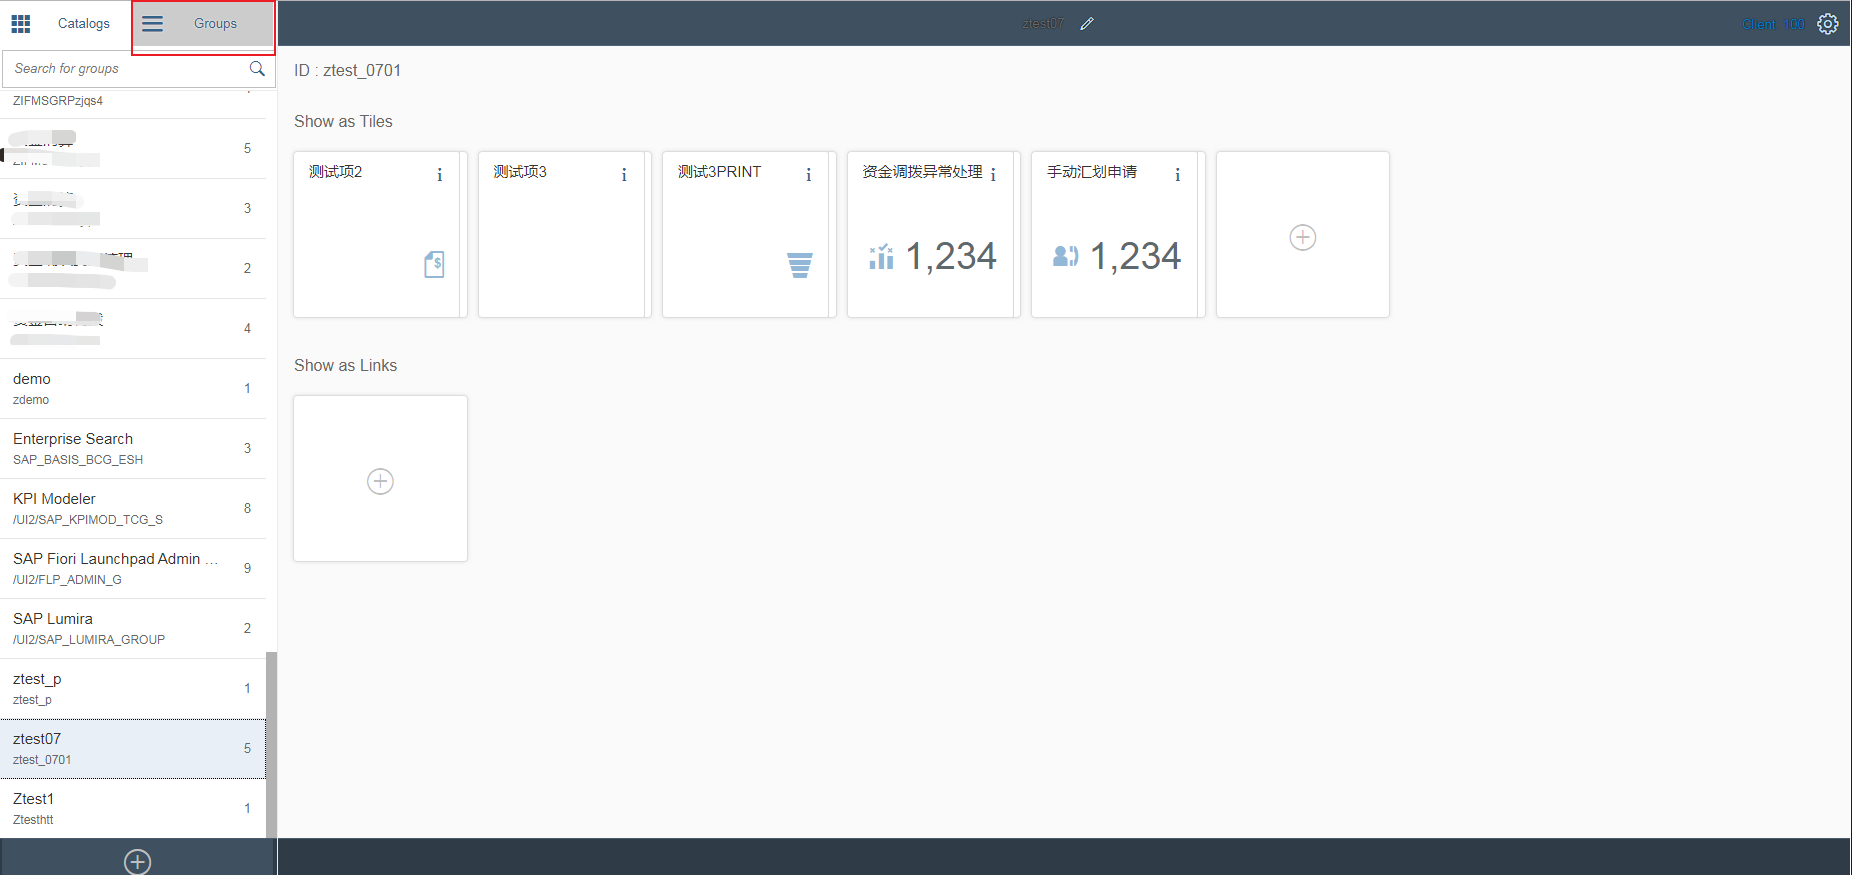 Catalogs
Groups
ztest07
Client 100
Search for groups
ZIFMSGRPzjqs4
5
3
2
4
demo
1
zdemo
Enterprise Search
3
SAP_BASIS_BCG_ESH
KPI Modeler
8
/UI2/SAP_KPIMOD_TCG_S
SAP Fiori Launchpad Admin ...
9
/UI2/FLP_ADMIN_G
SAP Lumira
2
/UI2/SAP_LUMIRA_GROUP
ztest_p
1
ztest_p
ztest07
5
ztest_0701
Ztest1
1
Ztesthtt
ID : ztest_0701
Show as Tiles
测试项2
测试项3
测试3PRINT
资金调拨异常处理
1,234
手动汇划申请
1,234
Show as Links